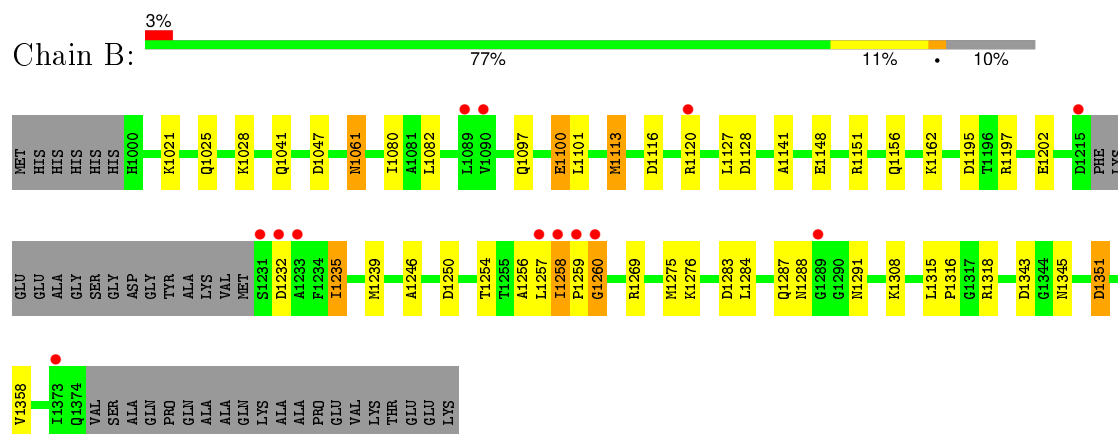 3%
Chain B:
77% 11% • 10%
MET HIS HIS HIS HIS HIS H1000 K1021 Q1025 K1028 Q1041 D1047 N1061 I1080 A1081 L1082 L1089 V1090 Q1097 E1100 L1101 M1113 D1116 R1120 L1127 D1128 A1141 E1148 R1151 Q1156 K1162 D1195 T1196 R1197 E1202 D1215 PHE LYS
GLU GLU ALA GLY SER GLY ASP GLY TYR ALA LYS VAL MET S1231 D1232 A1233 F1234 I1235 M1239 A1246 D1250 T1254 T1255 A1256 L1257 I1258 P1259 G1260 R1269 M1275 K1276 D1283 L1284 Q1287 N1288 G1289 G1290 N1291 K1308 L1315 P1316 G1317 R1318 D1343 G1344 N1345 D1351
V1358 I1373 Q1374 VAL SER ALA GLN PRO GLN ALA ALA GLN LYS ALA ALA PRO GLU VAL LYS THR GLU GLU LYS